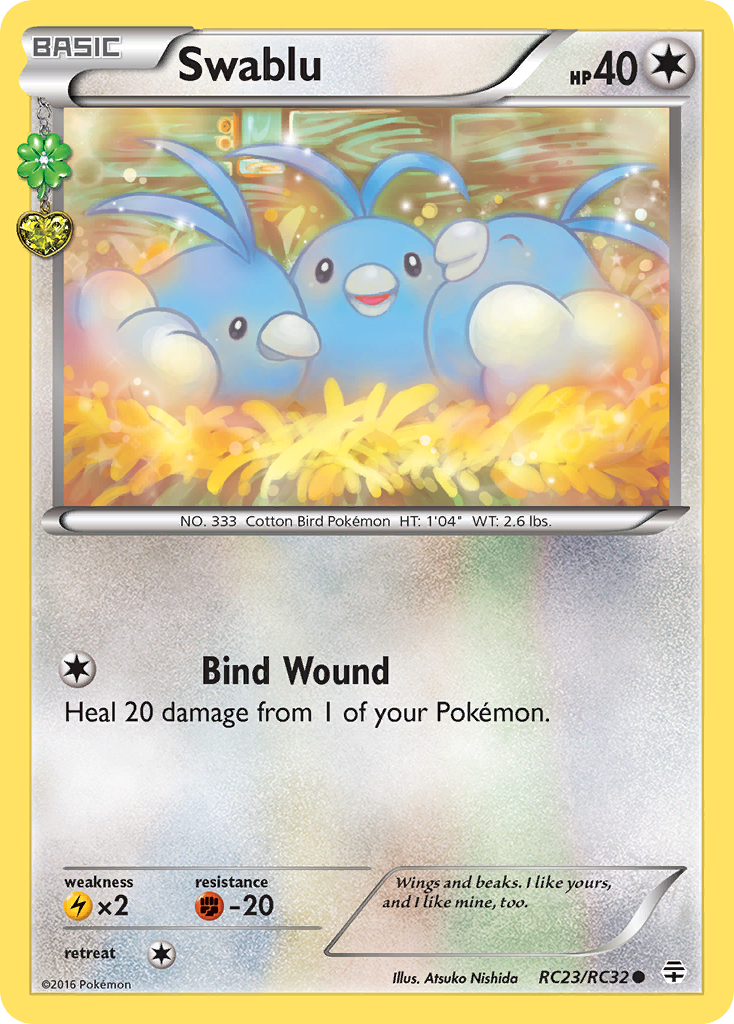 BASIC
Swablu
HP40
NO. 333 Cotton Bird Pokémon HT: 1'04" WT: 2.6 lbs.
Bind Wound
Heal 20 damage from 1 of your Pokémon.
weakness
×2
resistance
-20
retreat
Wings and beaks. I like yours,
and I like mine, too.
Illus. Atsuko Nishida RC23/RC32
©2016 Pokémon